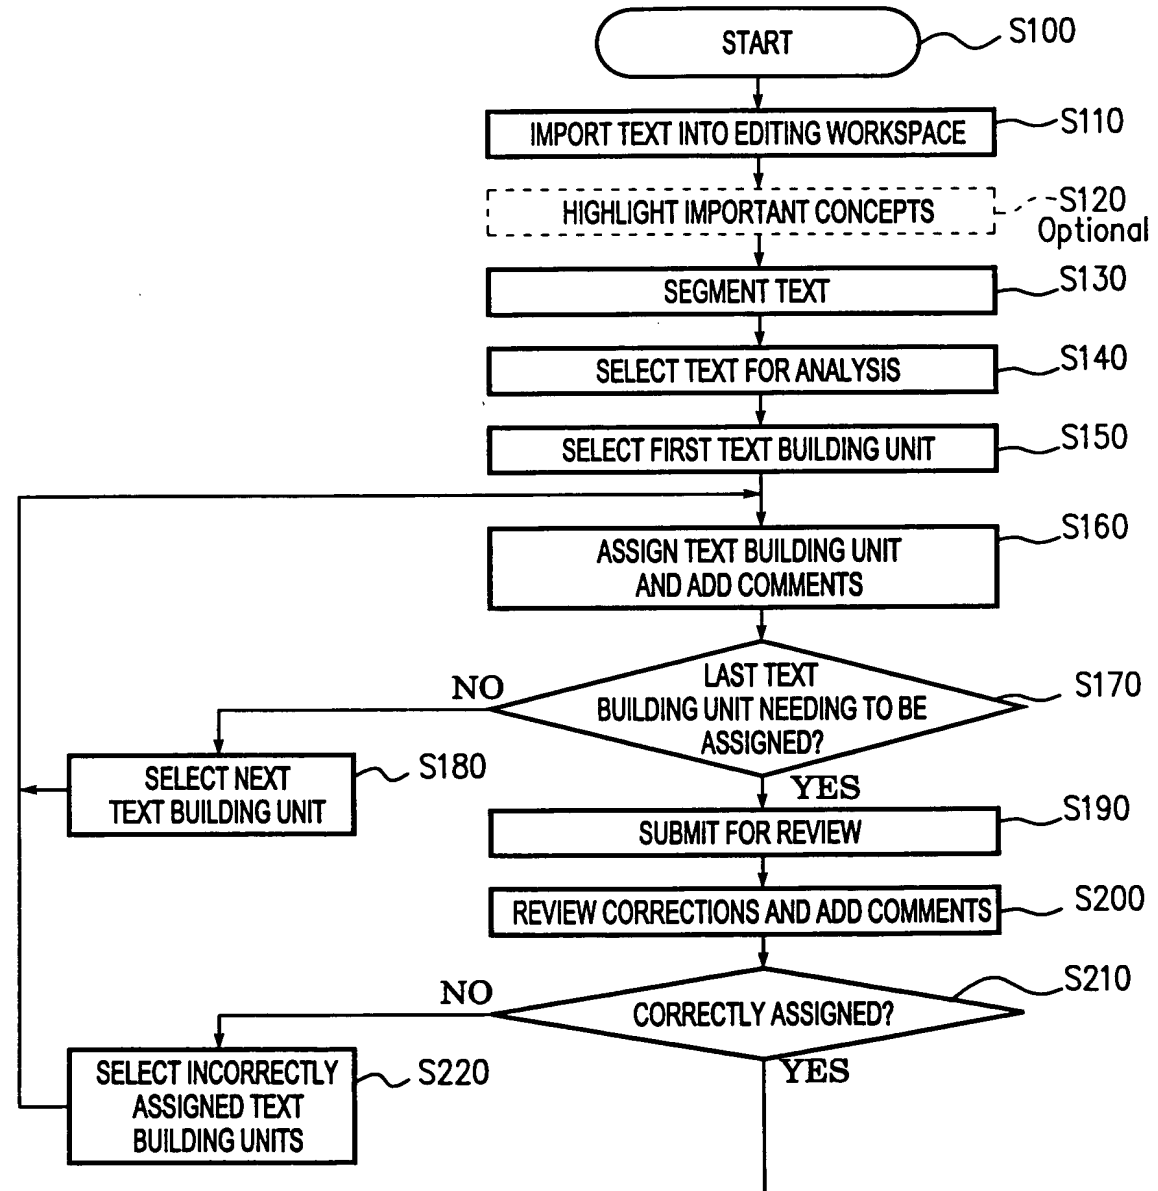 START
S100
IMPORT TEXT INTO EDITING WORKSPACE
S110
HIGHLIGHT IMPORTANT CONCEPTS
S120
Optional
SEGMENT TEXT
S130
SELECT TEXT FOR ANALYSIS
S140
SELECT FIRST TEXT BUILDING UNIT
S150
ASSIGN TEXT BUILDING UNIT
AND ADD COMMENTS
S160
LAST TEXT
BUILDING UNIT NEEDING TO BE
ASSIGNED?
S170
NO
SELECT NEXT
TEXT BUILDING UNIT
S180
YES
SUBMIT FOR REVIEW
S190
REVIEW CORRECTIONS AND ADD COMMENTS
S200
CORRECTLY ASSIGNED?
S210
NO
SELECT INCORRECTLY
ASSIGNED TEXT
BUILDING UNITS
S220
YES